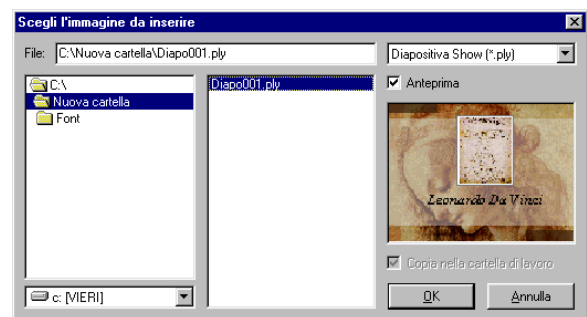 Scegli l'immagine da inserire
File: C:\Nuova cartella\Diapo001.ply
Diapositiva Show (*.ply)
C:\
Nuova cartella
Font
Diapo001.ply
Anteprima
Leonardo Da Vinci
Copia nella cartella di lavoro
c: [VIERI]
OK
Annulla